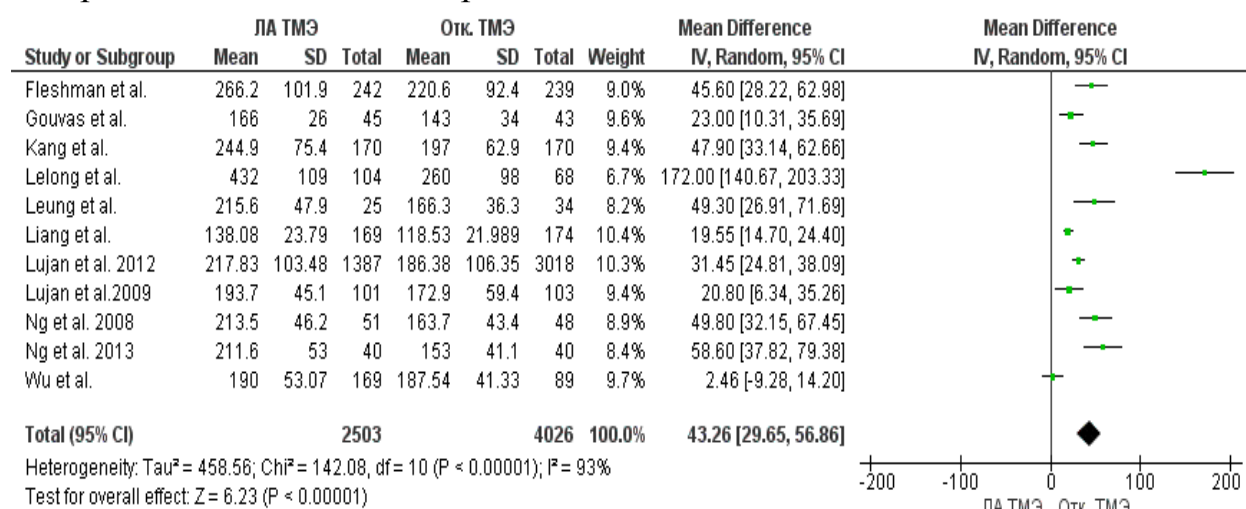 ЛА ТМЭ Отк. ТМЭ Mean Difference Mean Difference
Study or Subgroup Mean SD Total Mean SD Total Weight IV, Random, 95% CI IV, Random, 95% CI
Fleshman et al. 266.2 101.9 242 220.6 92.4 239 9.0% 45.60 [28.22, 62.98]
Gouvas et al. 166 26 45 143 34 43 9.6% 23.00 [10.31, 35.69]
Kang et al. 244.9 75.4 170 197 62.9 170 9.4% 47.90 [33.14, 62.66]
Lelong et al. 432 109 104 260 98 68 6.7% 172.00 [140.67, 203.33]
Leung et al. 215.6 47.9 25 166.3 36.3 34 8.2% 49.30 [26.91, 71.69]
Liang et al. 138.08 23.79 169 118.53 21.989 174 10.4% 19.55 [14.70, 24.40]
Lujan et al. 2012 217.83 103.48 1387 186.38 106.35 3018 10.3% 31.45 [24.81, 38.09]
Lujan et al.2009 193.7 45.1 101 172.9 59.4 103 9.4% 20.80 [6.34, 35.26]
Ng et al. 2008 213.5 46.2 51 163.7 43.4 48 8.9% 49.80 [32.15, 67.45]
Ng et al. 2013 211.6 53 40 153 41.1 40 8.4% 58.60 [37.82, 79.38]
Wu et al. 190 53.07 169 187.54 41.33 89 9.7% 2.46 [-9.28, 14.20]
Total (95% CI) 2503 4026 100.0% 43.26 [29.65, 56.86]
Heterogeneity: Tau² = 458.56; Chi² = 142.08, df = 10 (P < 0.00001); I² = 93%
Test for overall effect: Z = 6.23 (P < 0.00001)
-200 -100 0 100 200
ЛА ТМЭ Отк. ТМЭ